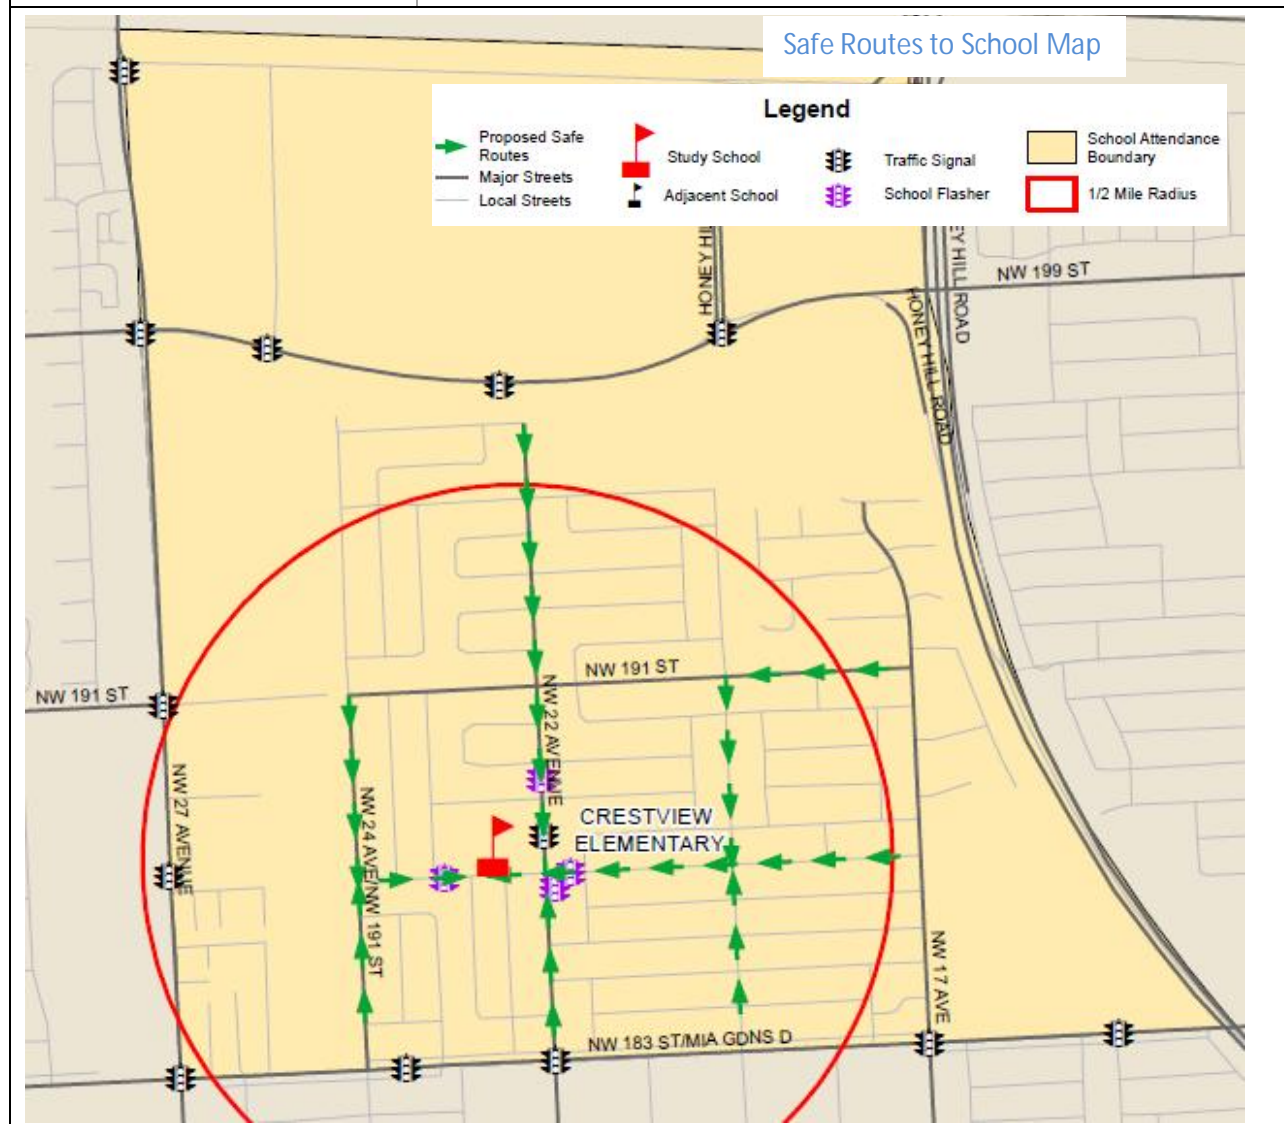 Safe Routes to School Map
Legend
Proposed Safe
Routes
Major Streets
Local Streets
Study School
Adjacent School
Traffic Signal
School Flasher
School Attendance
Boundary
1/2 Mile Radius
NW 199 ST
HONEY HILL ROAD
NW 191 ST
NW 191 ST
NW 22 AVENUE
NW 27 AVENUE
NW 24 AVE/NW 191 ST
CRESTVIEW
ELEMENTARY
NW 17 AVE
NW 183 ST/MIA GDNS D
HONEY HI
EY HILL ROAD